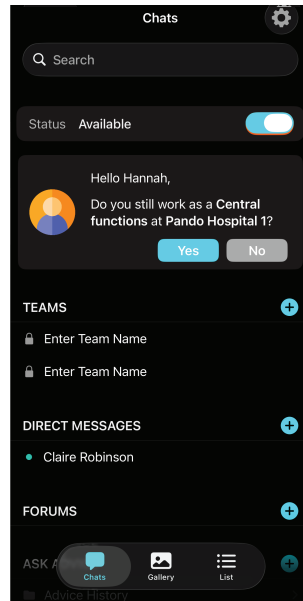 Chats
Search
Status Available
Hello Hannah,
Do you still work as a Central
functions at Pando Hospital 1?
Yes No
TEAMS
Enter Team Name
Enter Team Name
DIRECT MESSAGES
Claire Robinson
FORUMS
ASK
Chats Gallery List
Advice History